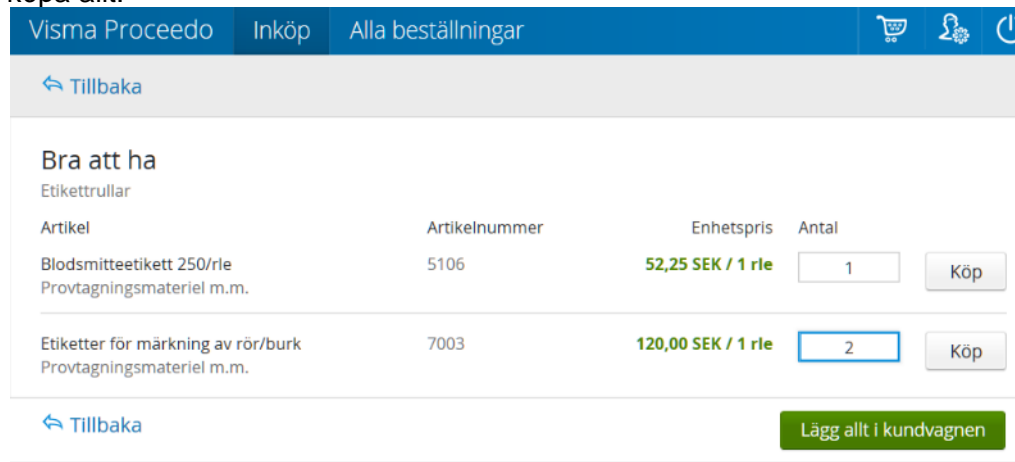 köpa allt.
Visma Proceedo Inköp Alla beställningar
Tillbaka
Bra att ha
Etikettrullar
Artikel Artikelnummer Enhetspris Antal
Blodsmitteetikett 250/rle 5106 52,25 SEK / 1 rle 1 Köp
Provtagningsmateriel m.m.
Etiketter för märkning av rör/burk 7003 120,00 SEK / 1 rle 2 Köp
Provtagningsmateriel m.m.
Tillbaka Lägg allt i kundvagnen